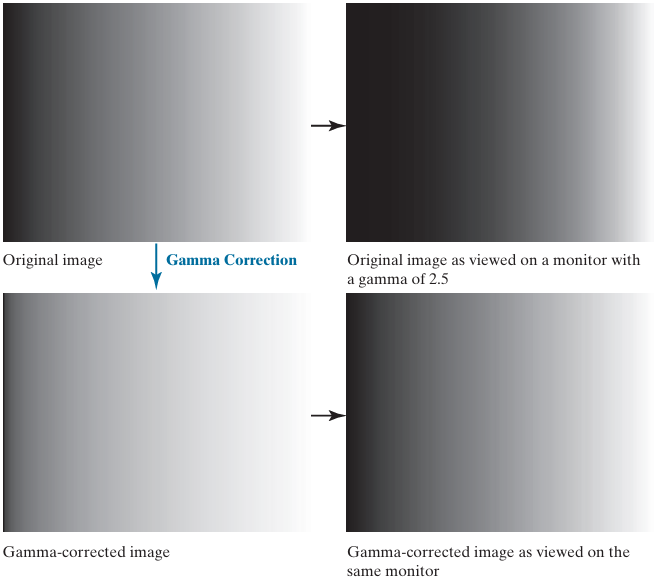 Original image
Gamma Correction
Original image as viewed on a monitor with
a gamma of 2.5
Gamma-corrected image
Gamma-corrected image as viewed on the
same monitor